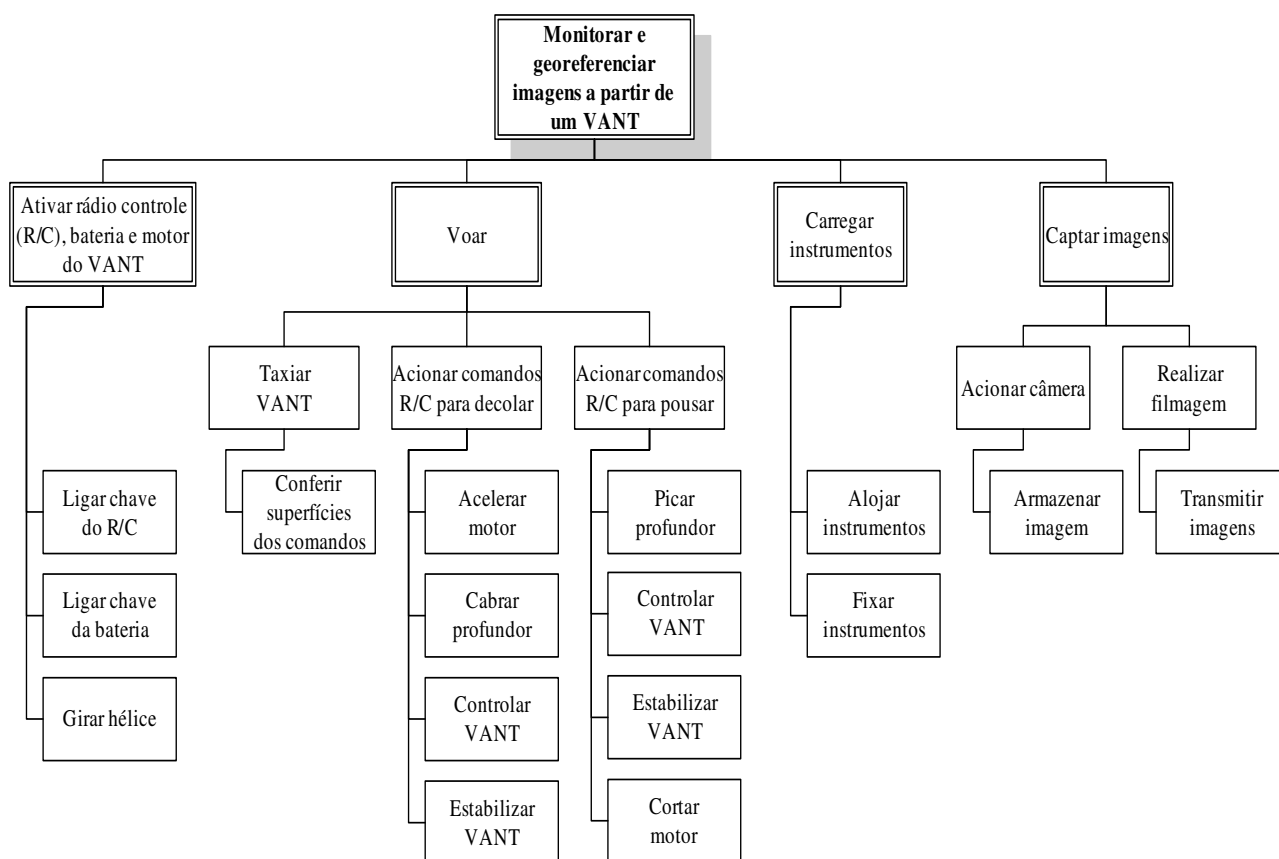 Monitorar e
georeferenciar
imagens a partir de
um VANT
Ativar rádio controle
(R/C), bateria e motor
do VANT
Voar
Carregar
instrumentos
Captar imagens
Taxiar
VANT
Acionar comandos
R/C para decolar
Acionar comandos
R/C para pousar
Acionar câmera
Realizar
filmagem
Ligar chave
do R/C
Conferir
superfícies
dos comandos
Acelerar
motor
Picar
profundor
Alojar
instrumentos
Armazenar
imagem
Transmitir
imagens
Ligar chave
da bateria
Cabrar
profundor
Controlar
VANT
Fixar
instrumentos
Girar hélice
Controlar
VANT
Estabilizar
VANT
Estabilizar
VANT
Cortar
motor